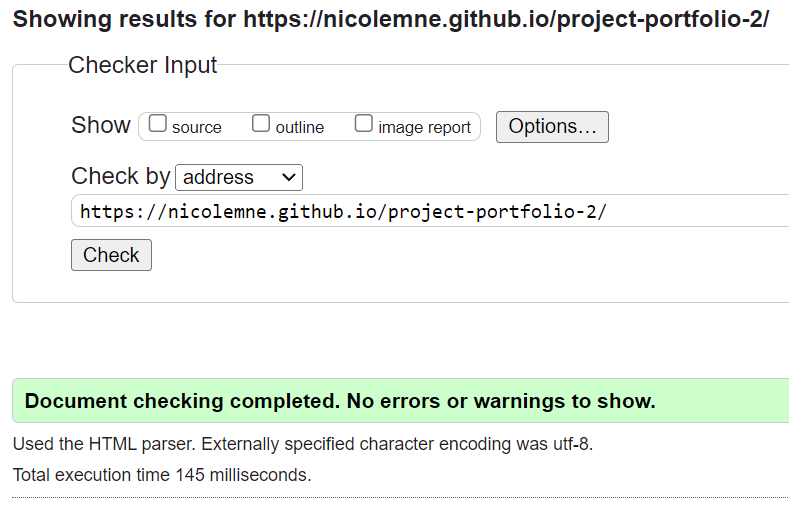 Showing results for https://nicolemne.github.io/project-portfolio-2/
Checker Input
Show source outline image report Options...
Check by address
https://nicolemne.github.io/project-portfolio-2/
Check
Document checking completed. No errors or warnings to show.
Used the HTML parser. Externally specified character encoding was utf-8.
Total execution time 145 milliseconds.